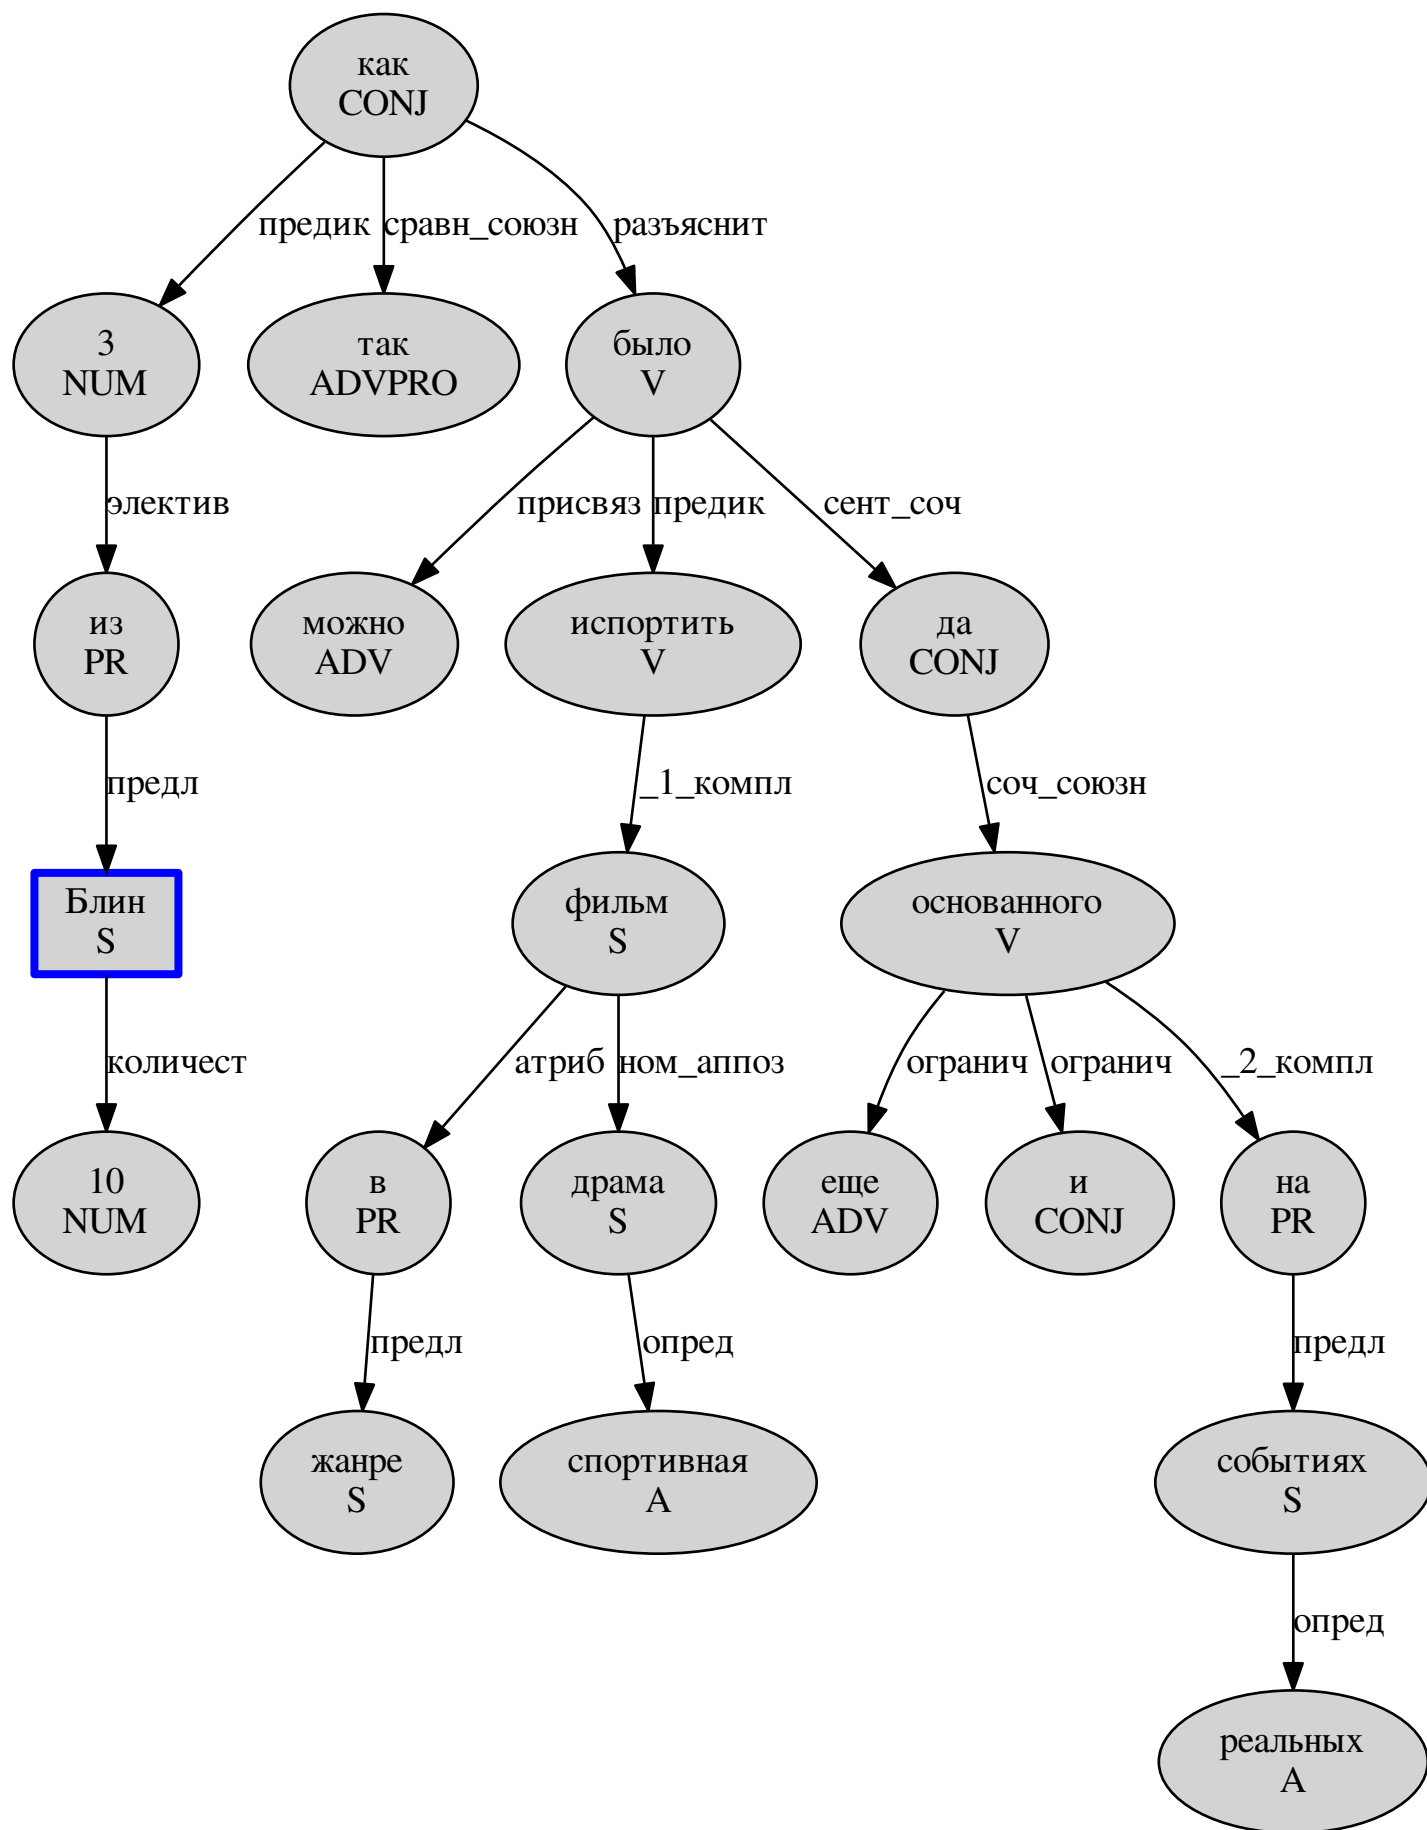 как
CONJ
предик
сравн_союзн
разъяснит
3
NUM
так
ADVPRO
было
V
электив
присвяз
предик
сент_соч
из
PR
можно
ADV
испортить
V
да
CONJ
предл
_1_компл
соч_союзн
Блин
S
фильм
S
основанного
V
количест
атриб
ном_аппоз
огранич
огранич
_2_компл
10
NUM
в
PR
драма
S
еще
ADV
и
CONJ
на
PR
предл
опред
предл
жанре
S
спортивная
A
событиях
S
опред
реальных
A